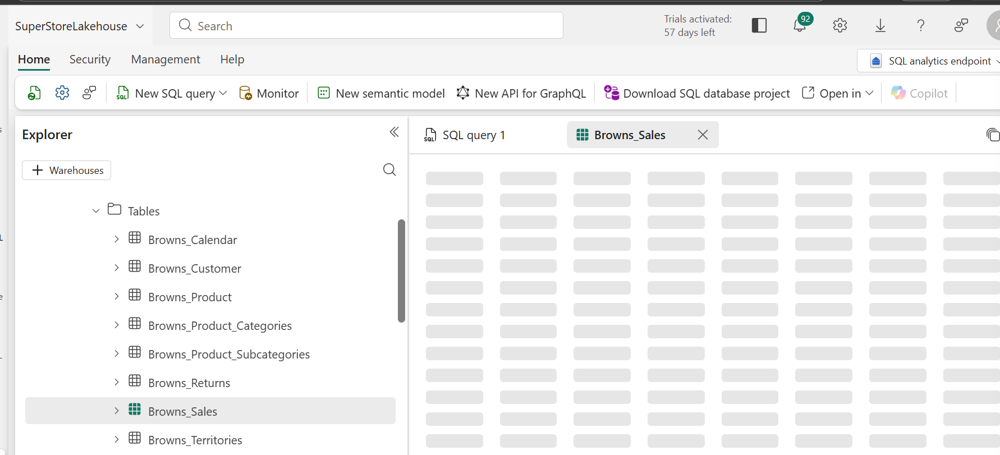 SuperStoreLakehouse
Search
Trials activated:
57 days left
92
?
Home
Security
Management
Help
SQL analytics endpoint
New SQL query
Monitor
New semantic model
New API for GraphQL
Download SQL database project
Open in
Copilot
Explorer
+ Warehouses
SQL query 1
Browns_Sales
Tables
Browns_Calendar
Browns_Customer
Browns_Product
Browns_Product_Categories
Browns_Product_Subcategories
Browns_Returns
Browns_Sales
Browns_Territories